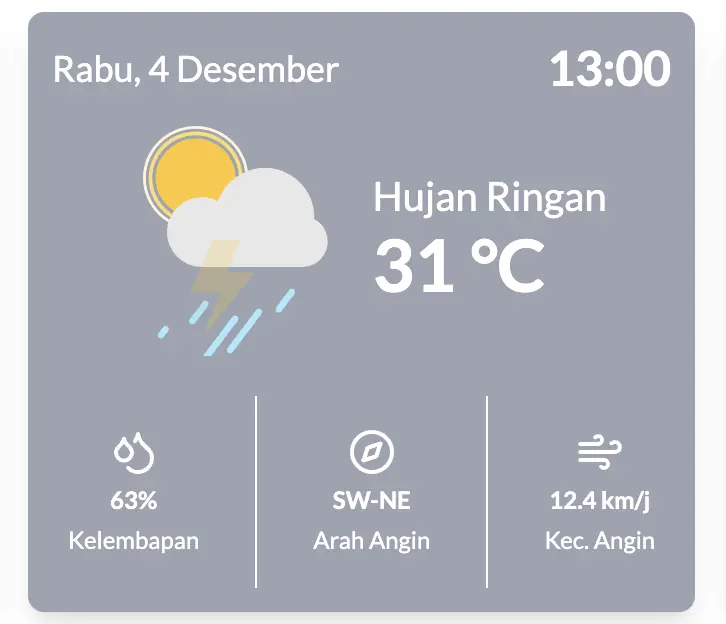 Rabu, 4 Desember 13:00
Hujan Ringan
31 °C
63% SW-NE 12.4 km/j
Kelembapan Arah Angin Kec. Angin